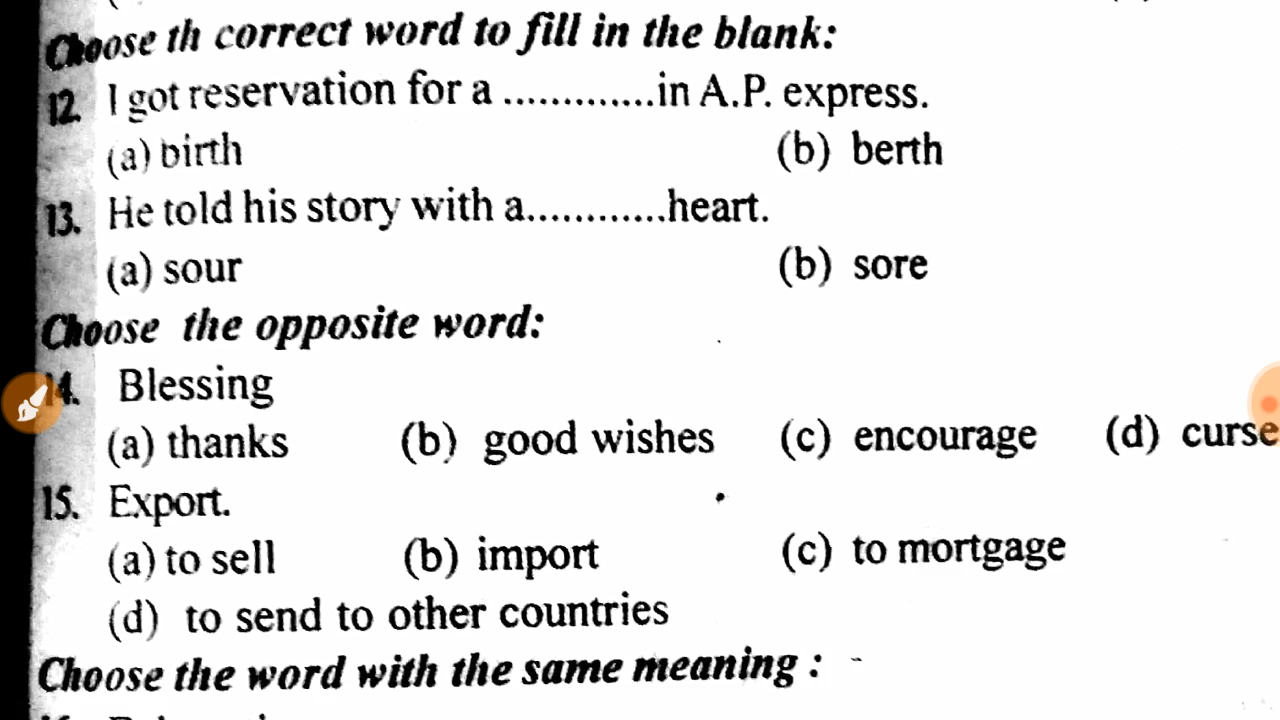 Choose th correct word to fill in the blank:
12. I got reservation for a .............in A.P. express.
(a) birth (b) berth
13. He told his story with a............heart.
(a) sour (b) sore
Choose the opposite word:
14. Blessing
(a) thanks (b) good wishes (c) encourage (d) curse
15. Export.
(a) to sell (b) import (c) to mortgage
(d) to send to other countries
Choose the word with the same meaning :